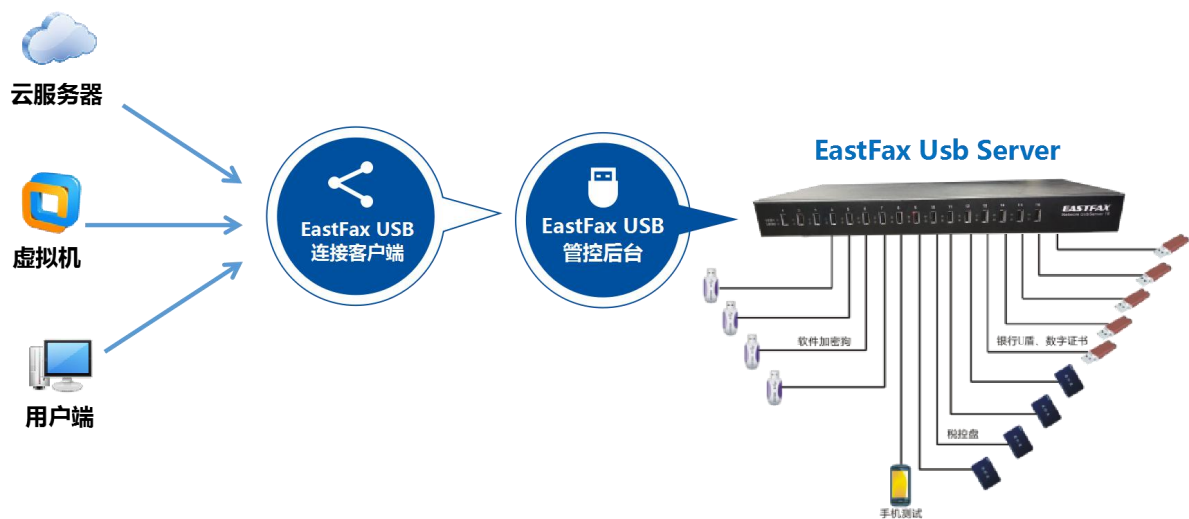 云服务器
虚拟机
用户端
EastFax USB
连接客户端
EastFax USB
管控后台
EastFax Usb Server
EASTFAX
软件加密狗
银行U盾、数字证书
税控盘
手机测试